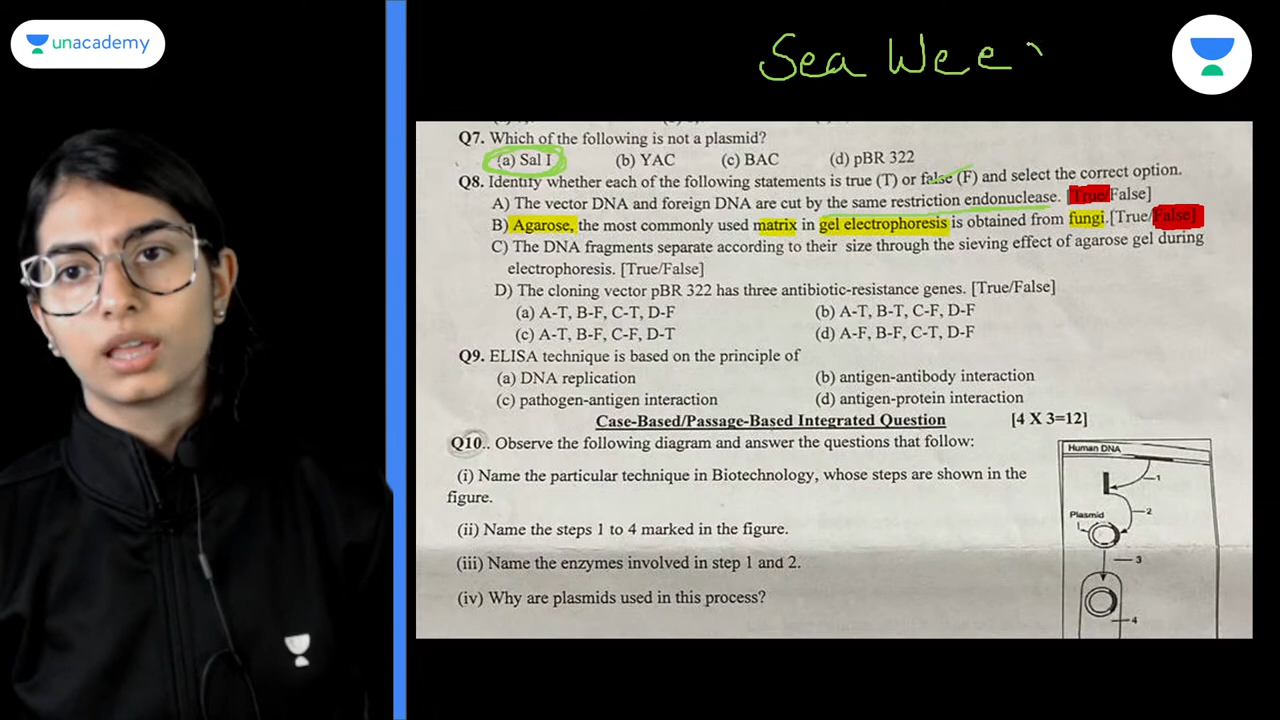 unacademy
Sea Wee
Q7. Which of the following is not a plasmid?
(a) Sal I (b) YAC (c) BAC (d) pBR 322
Q8. Identify whether each of the following statements is true (T) or false (F) and select the correct option.
A) The vector DNA and foreign DNA are cut by the same restriction endonuclease. [True/False]
B) Agarose, the most commonly used matrix in gel electrophoresis is obtained from fungi.[True/False]
C) The DNA fragments separate according to their size through the sieving effect of agarose gel during
electrophoresis. [True/False]
D) The cloning vector pBR 322 has three antibiotic-resistance genes. [True/False]
(a) A-T, B-F, C-T, D-F (b) A-T, B-T, C-F, D-F
(c) A-T, B-F, C-F, D-T (d) A-F, B-F, C-T, D-F
Q9. ELISA technique is based on the principle of
(a) DNA replication (b) antigen-antibody interaction
(c) pathogen-antigen interaction (d) antigen-protein interaction
Case-Based/Passage-Based Integrated Question [4 X 3=12]
Q10.. Observe the following diagram and answer the questions that follow:
(i) Name the particular technique in Biotechnology, whose steps are shown in the
figure.
(ii) Name the steps 1 to 4 marked in the figure.
(iii) Name the enzymes involved in step 1 and 2.
(iv) Why are plasmids used in this process?
Human DNA
1
2
Plasmid
3
4